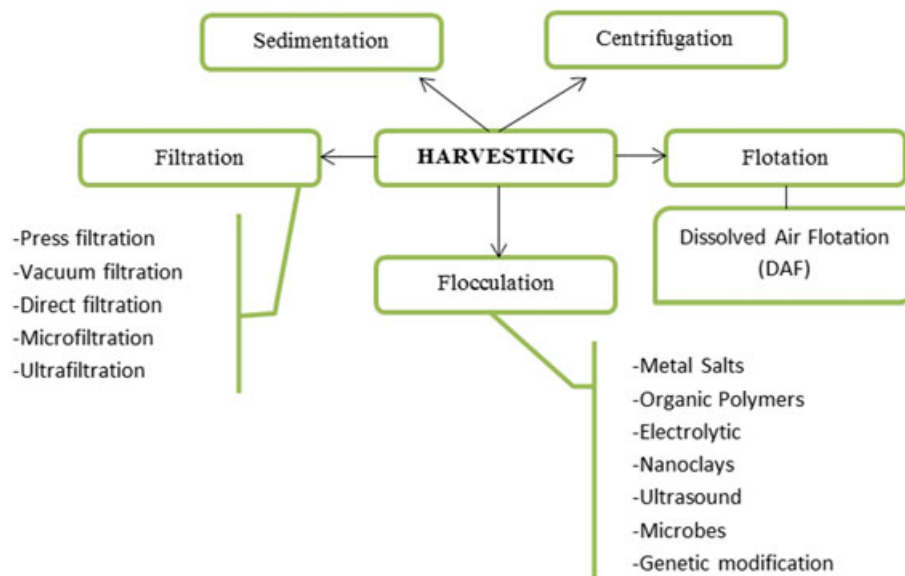 Sedimentation
Centrifugation
Filtration
HARVESTING
Flotation
-Press filtration
-Vacuum filtration
-Direct filtration
-Microfiltration
-Ultrafiltration
Flocculation
Dissolved Air Flotation
(DAF)
-Metal Salts
-Organic Polymers
-Electrolytic
-Nanoclays
-Ultrasound
-Microbes
-Genetic modification